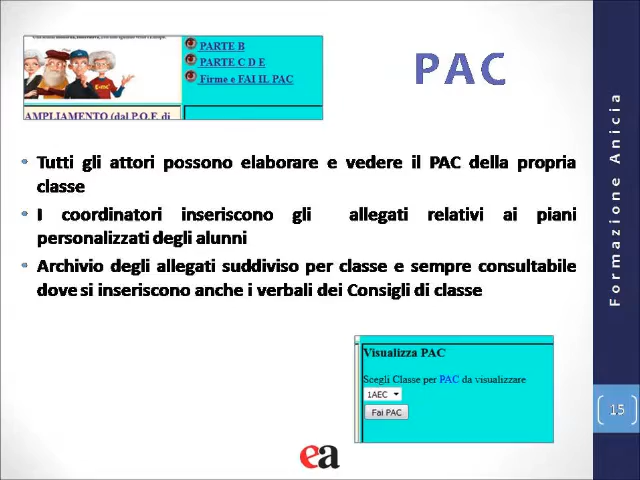 PARTE B
PARTE C D E
Firme e FAI IL PAC
AMPLIAMENTO (dal P.O.F. di
PAC
Formazione Anicia
Tutti gli attori possono elaborare e vedere il PAC della propria
classe
I coordinatori inseriscono gli allegati relativi ai piani
personalizzati degli alunni
Archivio degli allegati suddiviso per classe e sempre consultabile
dove si inseriscono anche i verbali dei Consigli di classe
Visualizza PAC
Scegli Classe per PAC da visualizzare
1AEC
Fai PAC
15
ea